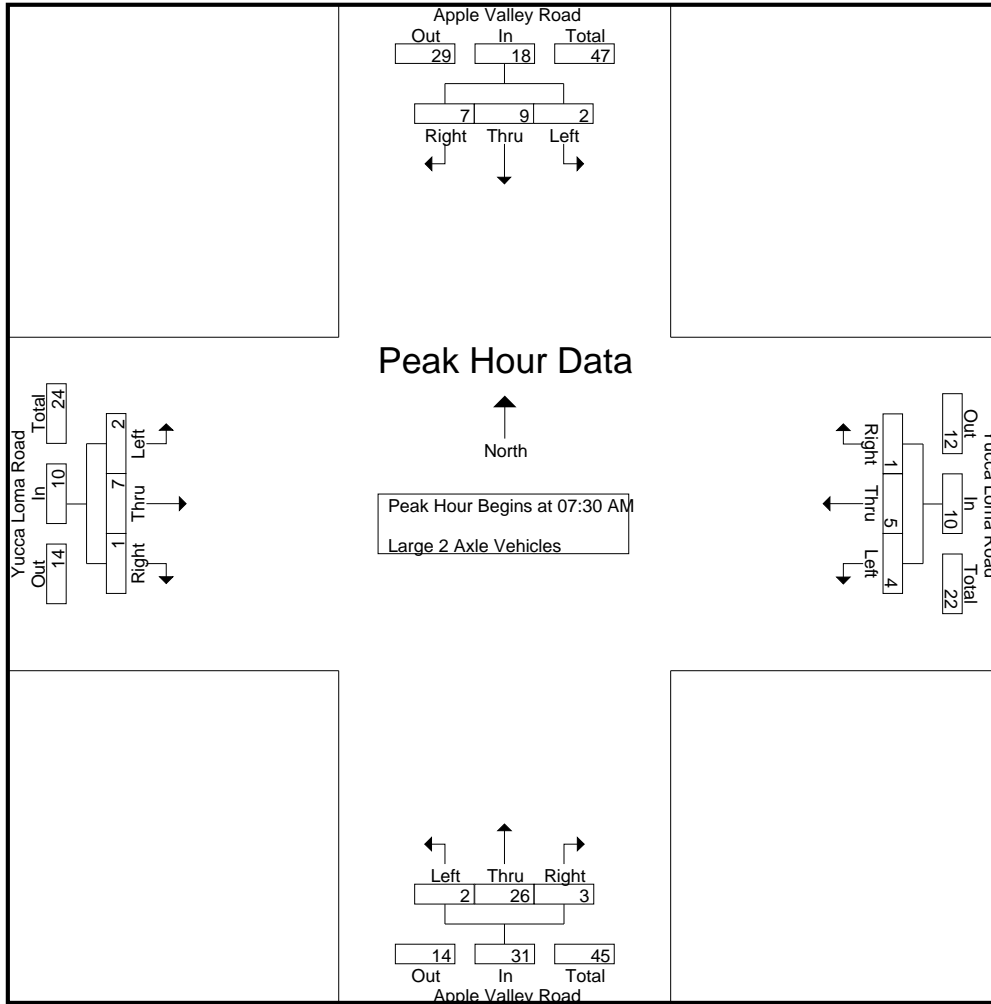 Apple Valley Road
Out In Total
29 18 47
7 9 2
Right Thru Left
Peak Hour Data
North
Peak Hour Begins at 07:30 AM
Large 2 Axle Vehicles
Yucca Loma Road
Out In Total
14 10 24
Right Thru Left
1 7 2
Yucca Loma Road
Out In Total
12 10 22
Right Thru Left
1 5 4
Left Thru Right
2 26 3
14 31 45
Out In Total
Apple Valley Road